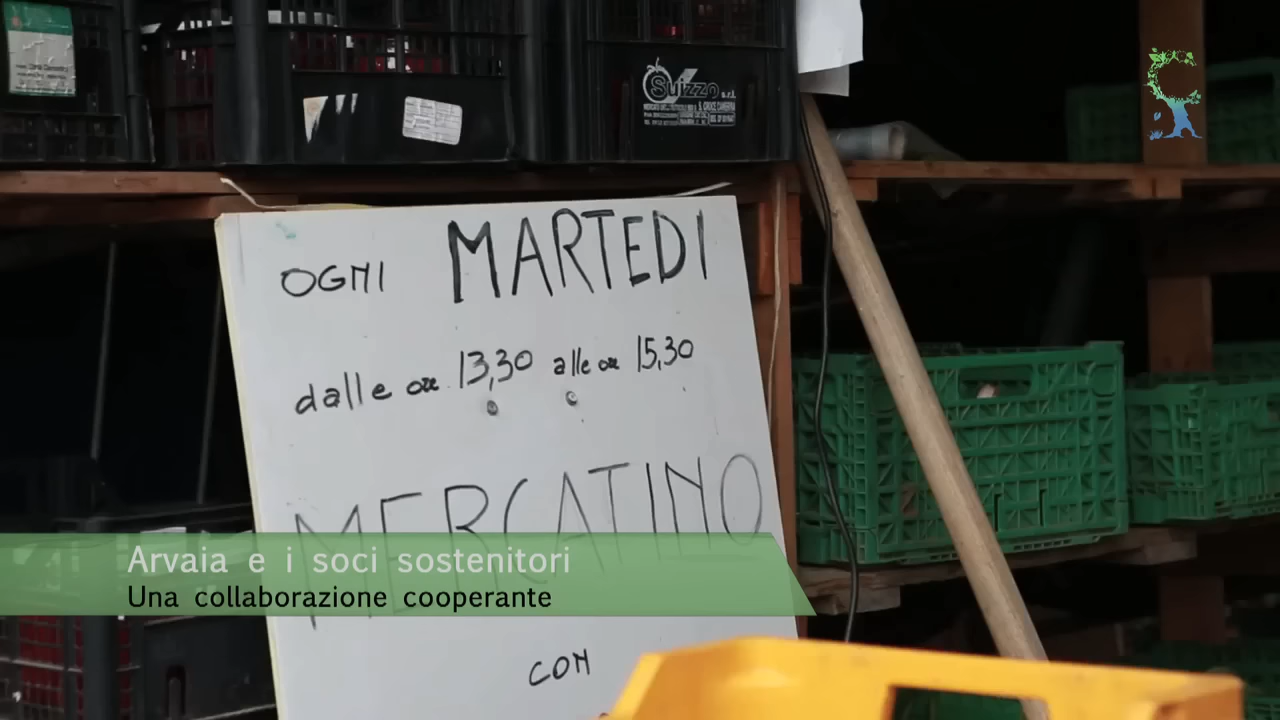 Suizzo s.r.l.
OGNI MARTEDI
dalle ore 13,30 alle ore 15,30
MERCATINO
CON
Arvaia e i soci sostenitori
Una collaborazione cooperante